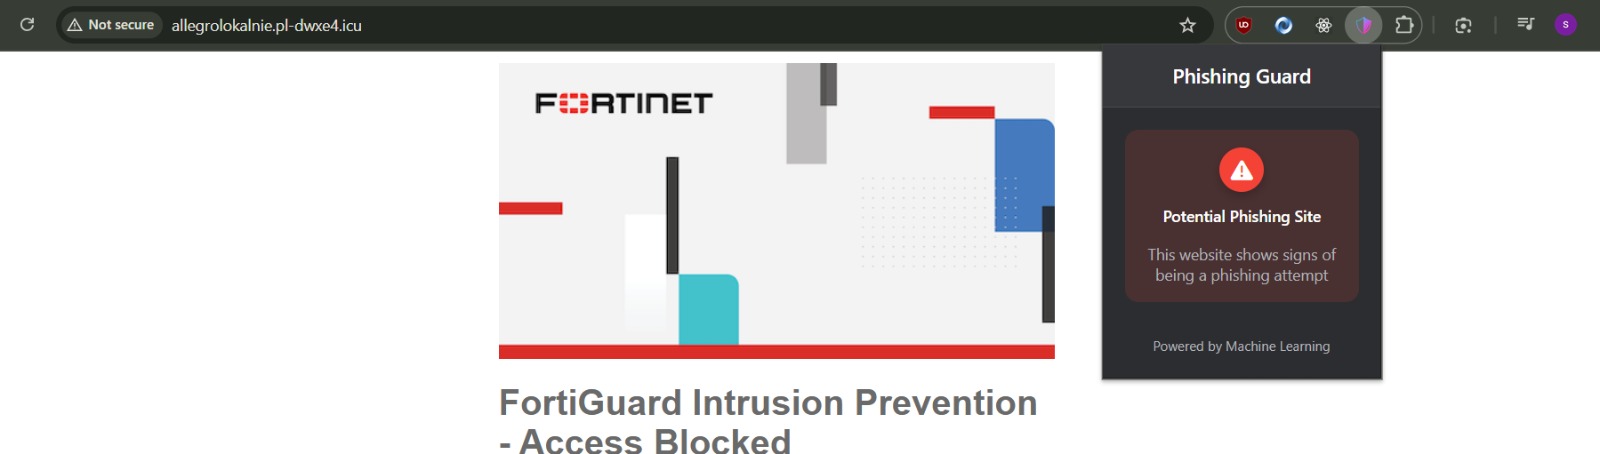 Not secure
allegrolokalnie.pl-dwxe4.icu
S
Phishing Guard
FORTINET
Potential Phishing Site
This website shows signs of
being a phishing attempt
Powered by Machine Learning
FortiGuard Intrusion Prevention
- Access Blocked